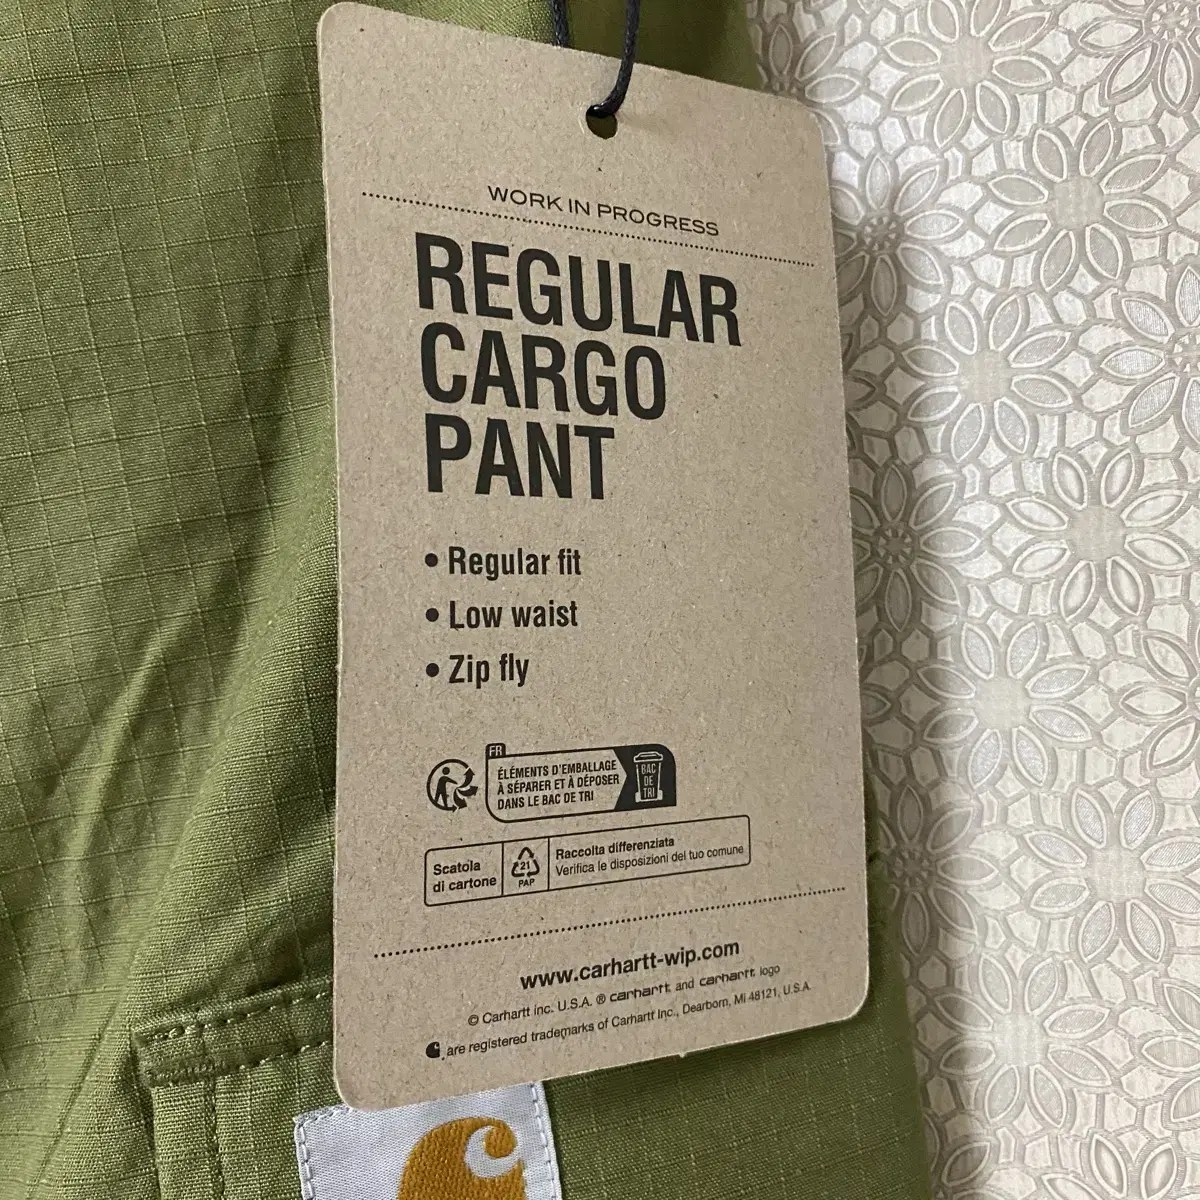 WORK IN PROGRESS
REGULAR
CARGO
PANT
• Regular fit
• Low waist
• Zip fly
FR
ÉLÉMENTS D'EMBALLAGE
À SÉPARER ET À DÉPOSER
DANS LE BAC DE TRI
BAC
DE
TRI
Scatola
di cartone
21
PAP
Raccolta differenziata
Verifica le disposizioni del tuo comune
www.carhartt-wip.com
© Carhartt inc. U.S.A. ® carhartt and carhartt logo
are registered trademarks of Carhartt Inc., Dearborn, Mi 48121, U.S.A.